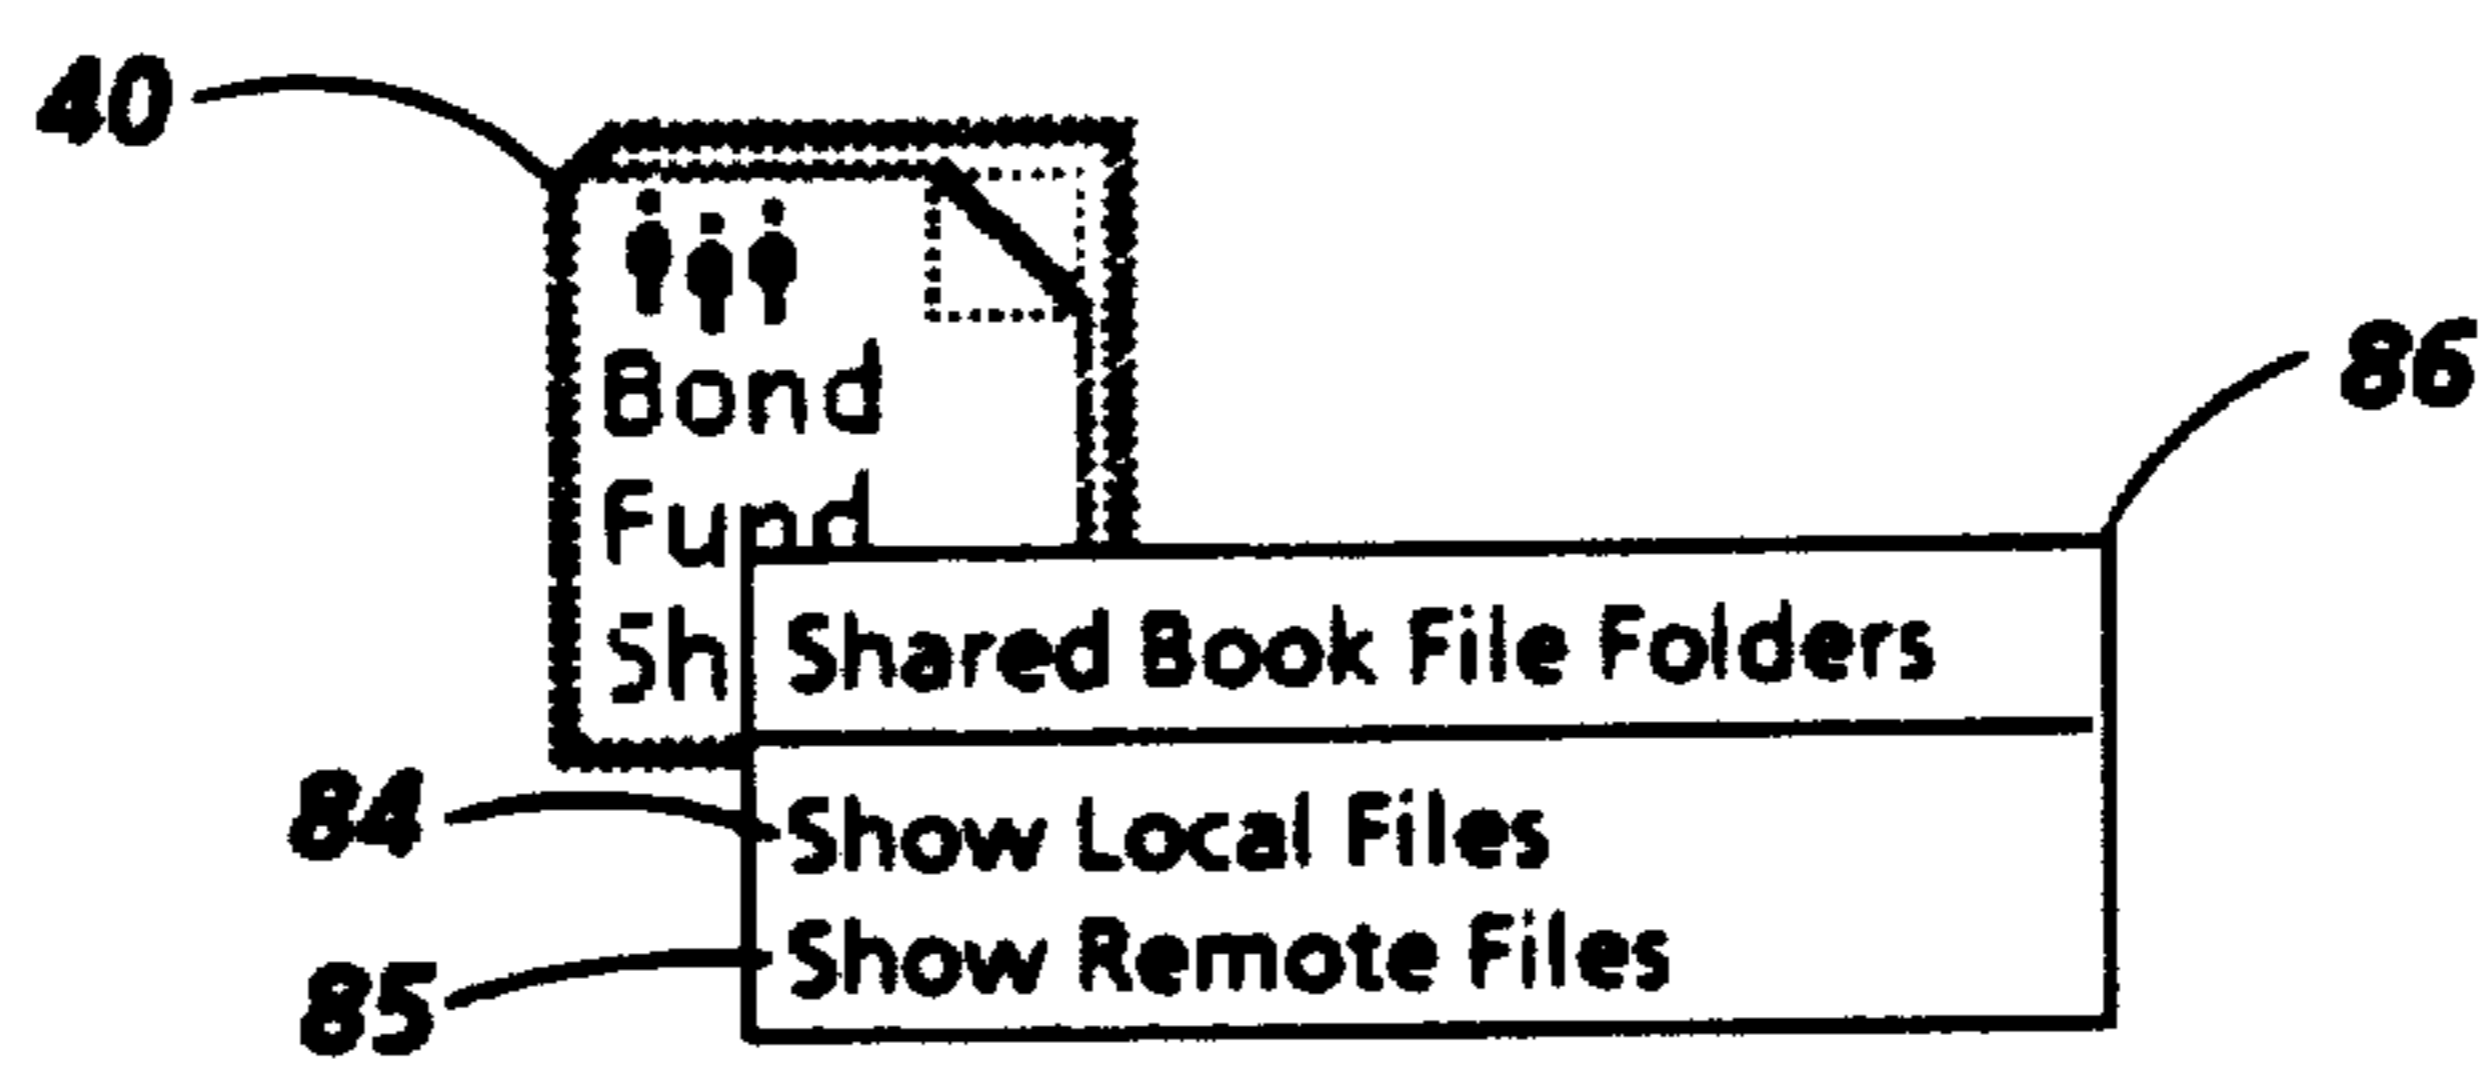 40
Bond
Fund
Sh
86
Shared Book File Folders
84
Show Local Files
85
Show Remote Files